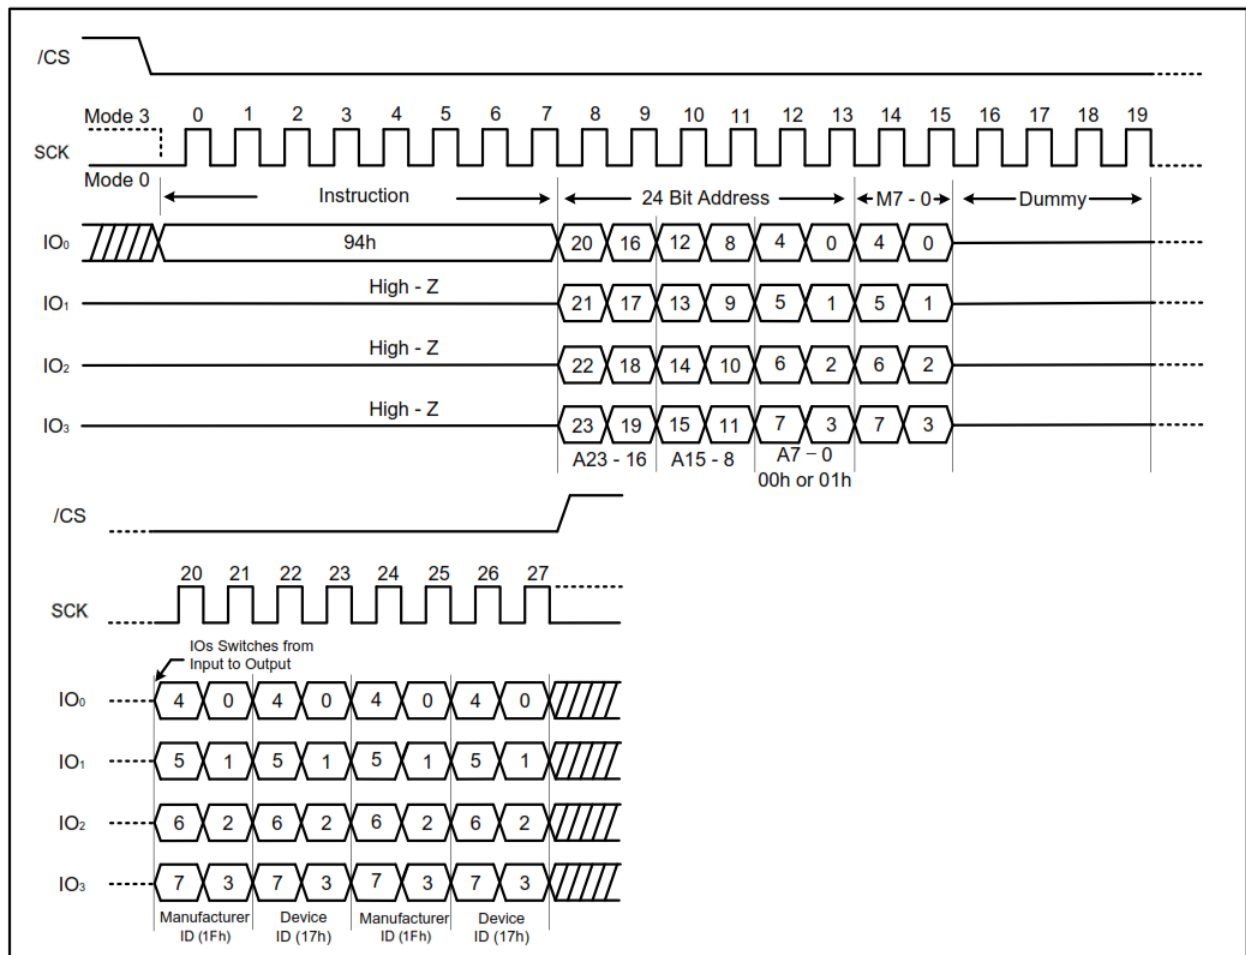 /CS
Mode 3 0 1 2 3 4 5 6 7 8 9 10 11 12 13 14 15 16 17 18 19
SCK
Mode 0
Instruction 24 Bit Address M7 - 0 Dummy
IO₀ 94h 20 16 12 8 4 0 4 0
High - Z
IO₁ 21 17 13 9 5 1 5 1
High - Z
IO₂ 22 18 14 10 6 2 6 2
High - Z
IO₃ 23 19 15 11 7 3 7 3
A23 - 16 A15 - 8 A7 – 0
00h or 01h
/CS
20 21 22 23 24 25 26 27
SCK
IOs Switches from
Input to Output
IO₀ 4 0 4 0 4 0 4 0
IO₁ 5 1 5 1 5 1 5 1
IO₂ 6 2 6 2 6 2 6 2
IO₃ 7 3 7 3 7 3 7 3
Manufacturer Device Manufacturer Device
ID (1Fh) ID (17h) ID (1Fh) ID (17h)